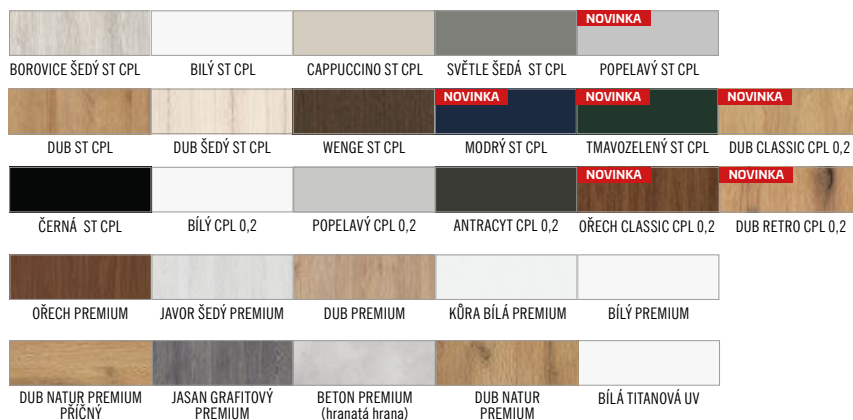 NOVINKA
BOROVICE ŠEDÝ ST CPL
BILÝ ST CPL
CAPPUCCINO ST CPL
SVĚTLE ŠEDÁ ST CPL
POPELAVÝ ST CPL
NOVINKA
NOVINKA
NOVINKA
DUB ST CPL
DUB ŠEDÝ ST CPL
WENGE ST CPL
MODRÝ ST CPL
TMAVOZELENÝ ST CPL
DUB CLASSIC CPL 0,2
NOVINKA
NOVINKA
ČERNÁ ST CPL
BÍLÝ CPL 0,2
POPELAVÝ CPL 0,2
ANTRACYT CPL 0,2
OŘECH CLASSIC CPL 0,2
DUB RETRO CPL 0,2
OŘECH PREMIUM
JAVOR ŠEDÝ PREMIUM
DUB PREMIUM
KŮRA BÍLÁ PREMIUM
BÍLÝ PREMIUM
DUB NATUR PREMIUM
PŘÍČNÝ
JASAN GRAFITOVÝ
PREMIUM
BETON PREMIUM
(hranatá hrana)
DUB NATUR
PREMIUM
BÍLÁ TITANOVÁ UV